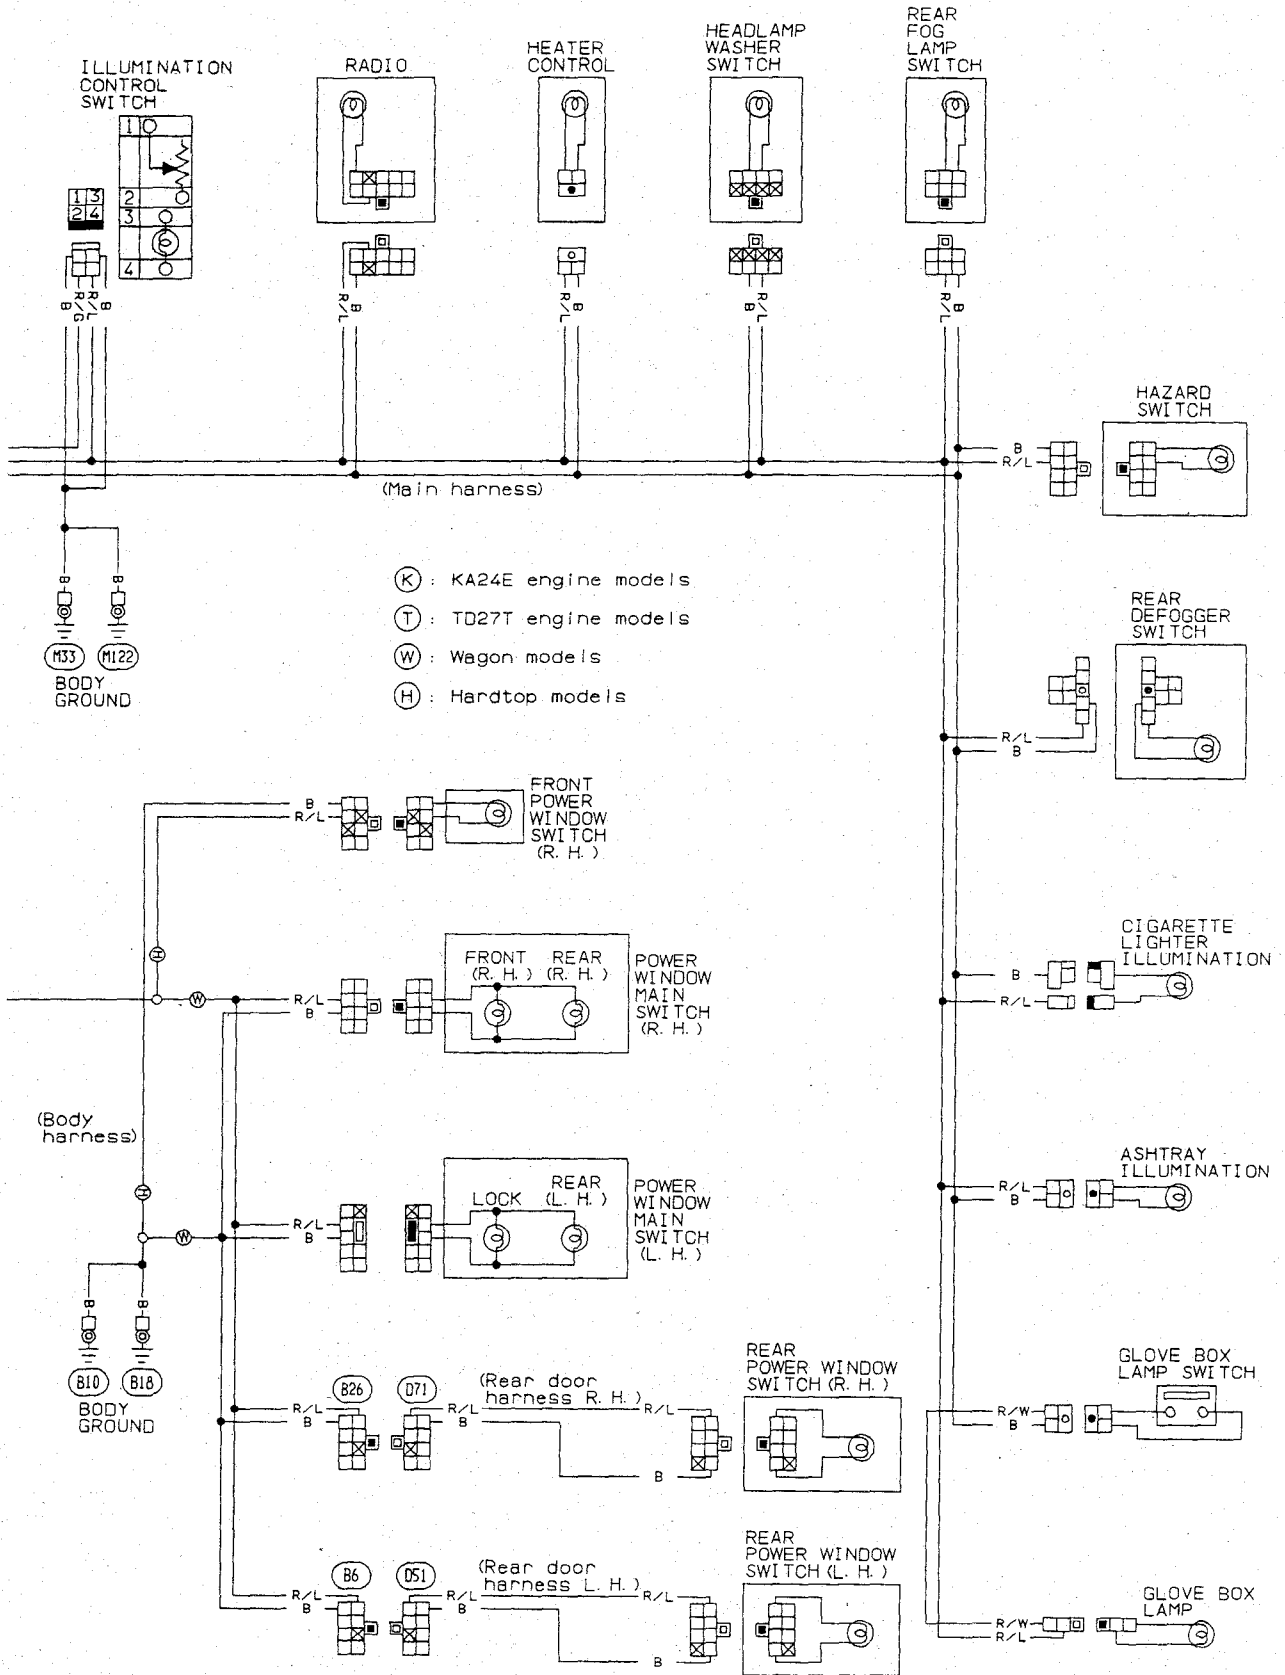 ILLUMINATION
CONTROL
SWITCH
1
2
3
4
1 3
2 4
B
R/G
R/L
B
RADIO
R/L
B
HEATER
CONTROL
R/L
B
HEADLAMP
WASHER
SWITCH
B
R/L
REAR
FOG
LAMP
SWITCH
R/L
B
HAZARD
SWITCH
B
R/L
(Main harness)
B
B
M33
M122
BODY
GROUND
K : KA24E engine models
T : TD27T engine models
W : Wagon models
H : Hardtop models
REAR
DEFOGGER
SWITCH
R/L
B
FRONT
POWER
WINDOW
SWITCH
(R. H. )
B
R/L
H
W
FRONT REAR
(R. H. ) (R. H. )
POWER
WINDOW
MAIN
SWITCH
(R. H. )
R/L
B
CIGARETTE
LIGHTER
ILLUMINATION
B
R/L
(Body
harness)
H
W
LOCK
REAR
(L. H. )
POWER
WINDOW
MAIN
SWITCH
(L. H. )
R/L
B
ASHTRAY
ILLUMINATION
R/L
B
B
B
B10
B18
BODY
GROUND
B26
D71
(Rear door
harness R. H. )
R/L
B
R/L
B
R/L
B
REAR
POWER WINDOW
SWITCH (R. H. )
GLOVE BOX
LAMP SWITCH
R/W
B
B6
D51
(Rear door
harness L. H. )
R/L
B
R/L
B
R/L
B
REAR
POWER WINDOW
SWITCH (L. H. )
GLOVE BOX
LAMP
R/W
R/L